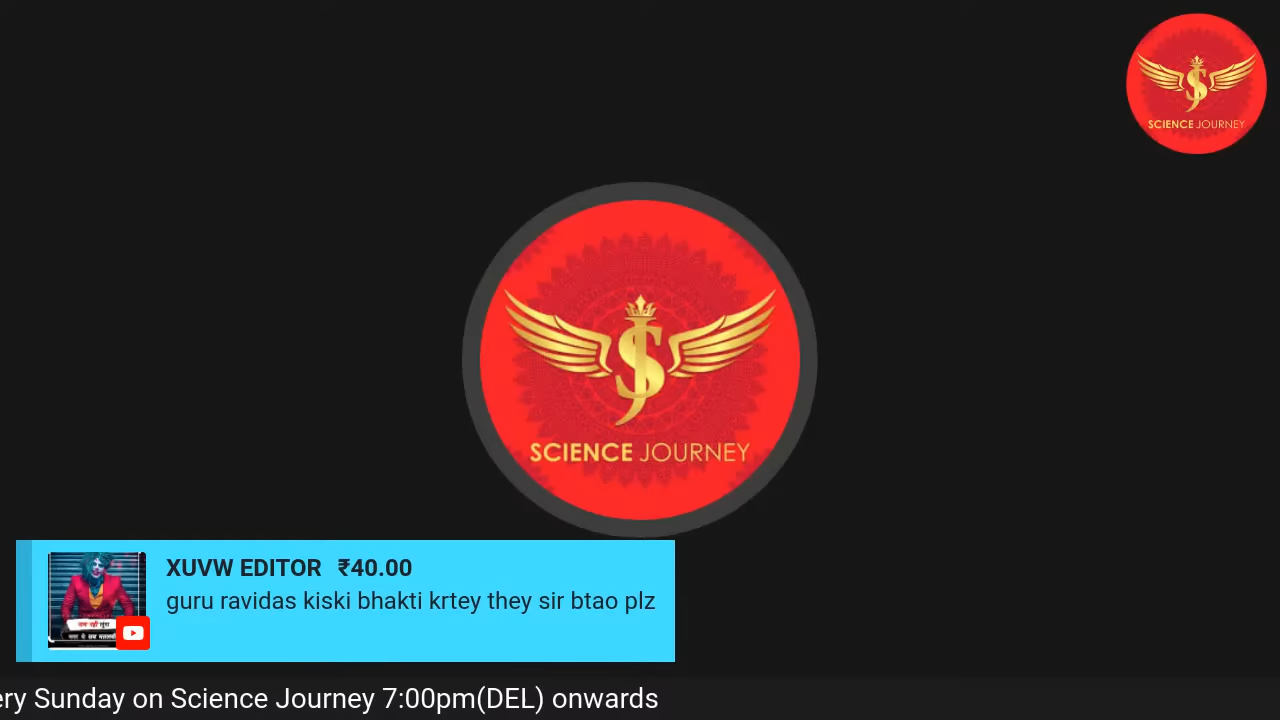 SCIENCE JOURNEY
SCIENCE JOURNEY
XUVW EDITOR ₹40.00
guru ravidas kiski bhakti krtey they sir btao plz
ery Sunday on Science Journey 7:00pm(DEL) onwards